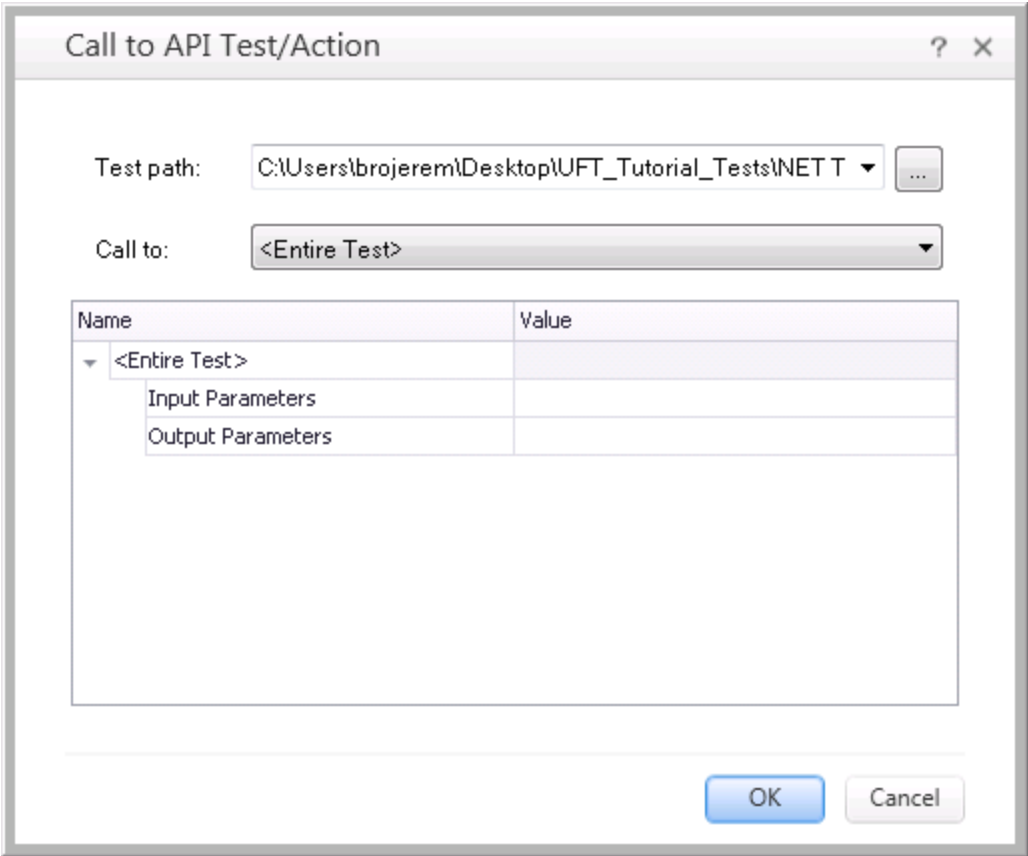 Call to API Test/Action ? ×
Test path: C:\Users\brojerem\Desktop\UFT_Tutorial_Tests\NET T ...
Call to: <Entire Test>
Name Value
<Entire Test>
Input Parameters
Output Parameters
OK Cancel